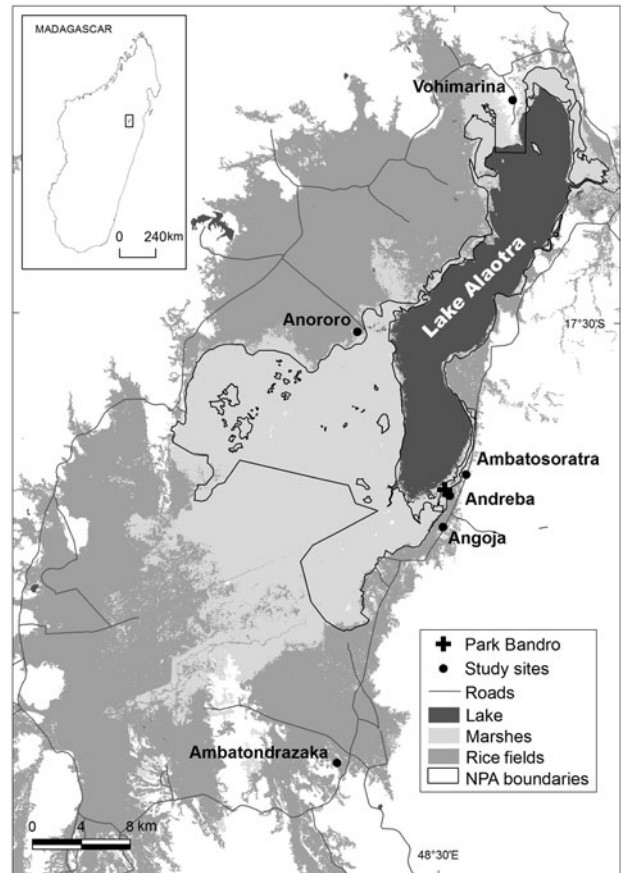 MADAGASCAR
0 240km
Vohimarina
Lake Alaotra
17°30'S
Anororo
Ambatosoratra
Andreba
Angoja
Park Bandro
Study sites
Roads
Lake
Marshes
Rice fields
NPA boundaries
Ambatondrazaka
0 4 8 km
48°30'E